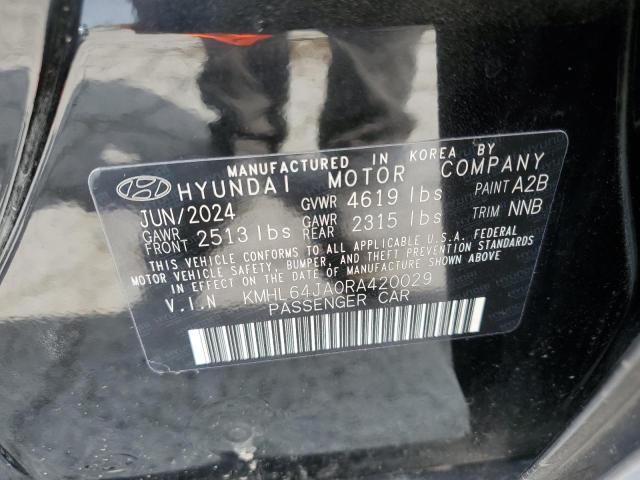 MANUFACTURED IN KOREA BY
HYUNDAI MOTOR COMPANY
JUN/2024 GVWR 4619 lbs PAINT A2B
GAWR FRONT 2513 lbs GAWR REAR 2315 lbs TRIM NNB
THIS VEHICLE CONFORMS TO ALL APPLICABLE U.S.A. FEDERAL
MOTOR VEHICLE SAFETY, BUMPER, AND THEFT PREVENTION STANDARDS
IN EFFECT ON THE DATE OF MANUFACTURE SHOWN ABOVE.
V.I.N KMHL64JA0RA420029
PASSENGER CAR